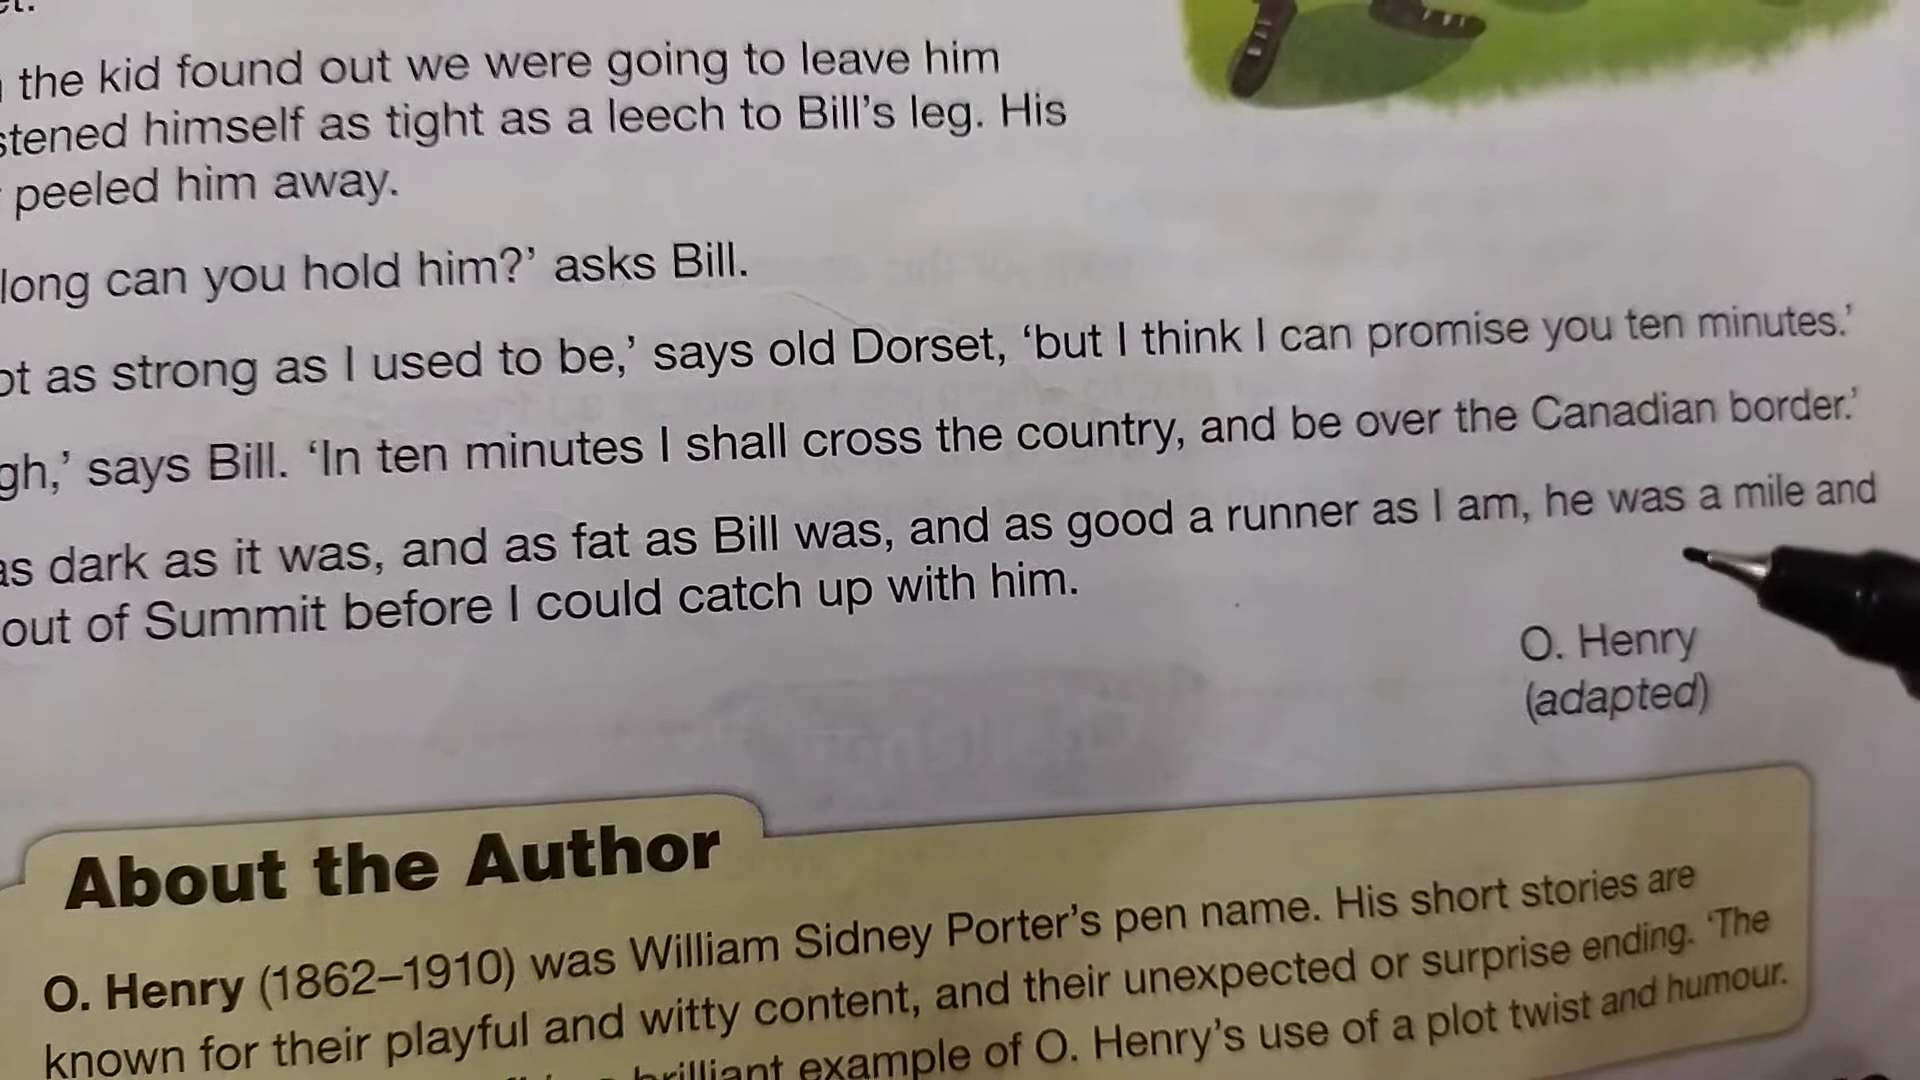 the kid found out we were going to leave him
stened himself as tight as a leech to Bill's leg. His
peeled him away.
long can you hold him?' asks Bill.
ot as strong as I used to be,' says old Dorset, 'but I think I can promise you ten minutes.'
gh,' says Bill. 'In ten minutes I shall cross the country, and be over the Canadian border.'
as dark as it was, and as fat as Bill was, and as good a runner as I am, he was a mile and
out of Summit before I could catch up with him.
O. Henry
(adapted)
About the Author
O. Henry (1862–1910) was William Sidney Porter's pen name. His short stories are
known for their playful and witty content, and their unexpected or surprise ending. 'The
brilliant example of O. Henry's use of a plot twist and humour.